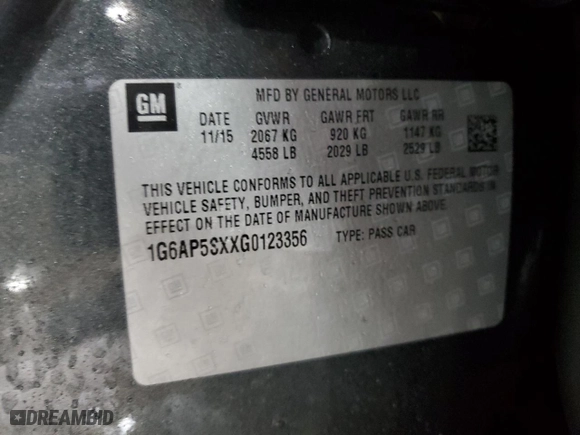 GM
MFD BY GENERAL MOTORS LLC
DATE GVWR GAWR FRT GAWR RR
11/15 2067 KG 920 KG 1147 KG
4558 LB 2029 LB 2529 LB
THIS VEHICLE CONFORMS TO ALL APPLICABLE U.S. FEDERAL MOTOR
VEHICLE SAFETY, BUMPER, AND THEFT PREVENTION STANDARDS IN
EFFECT ON THE DATE OF MANUFACTURE SHOWN ABOVE.
1G6AP5SXXG0123356 TYPE: PASS CAR
DREAMBID